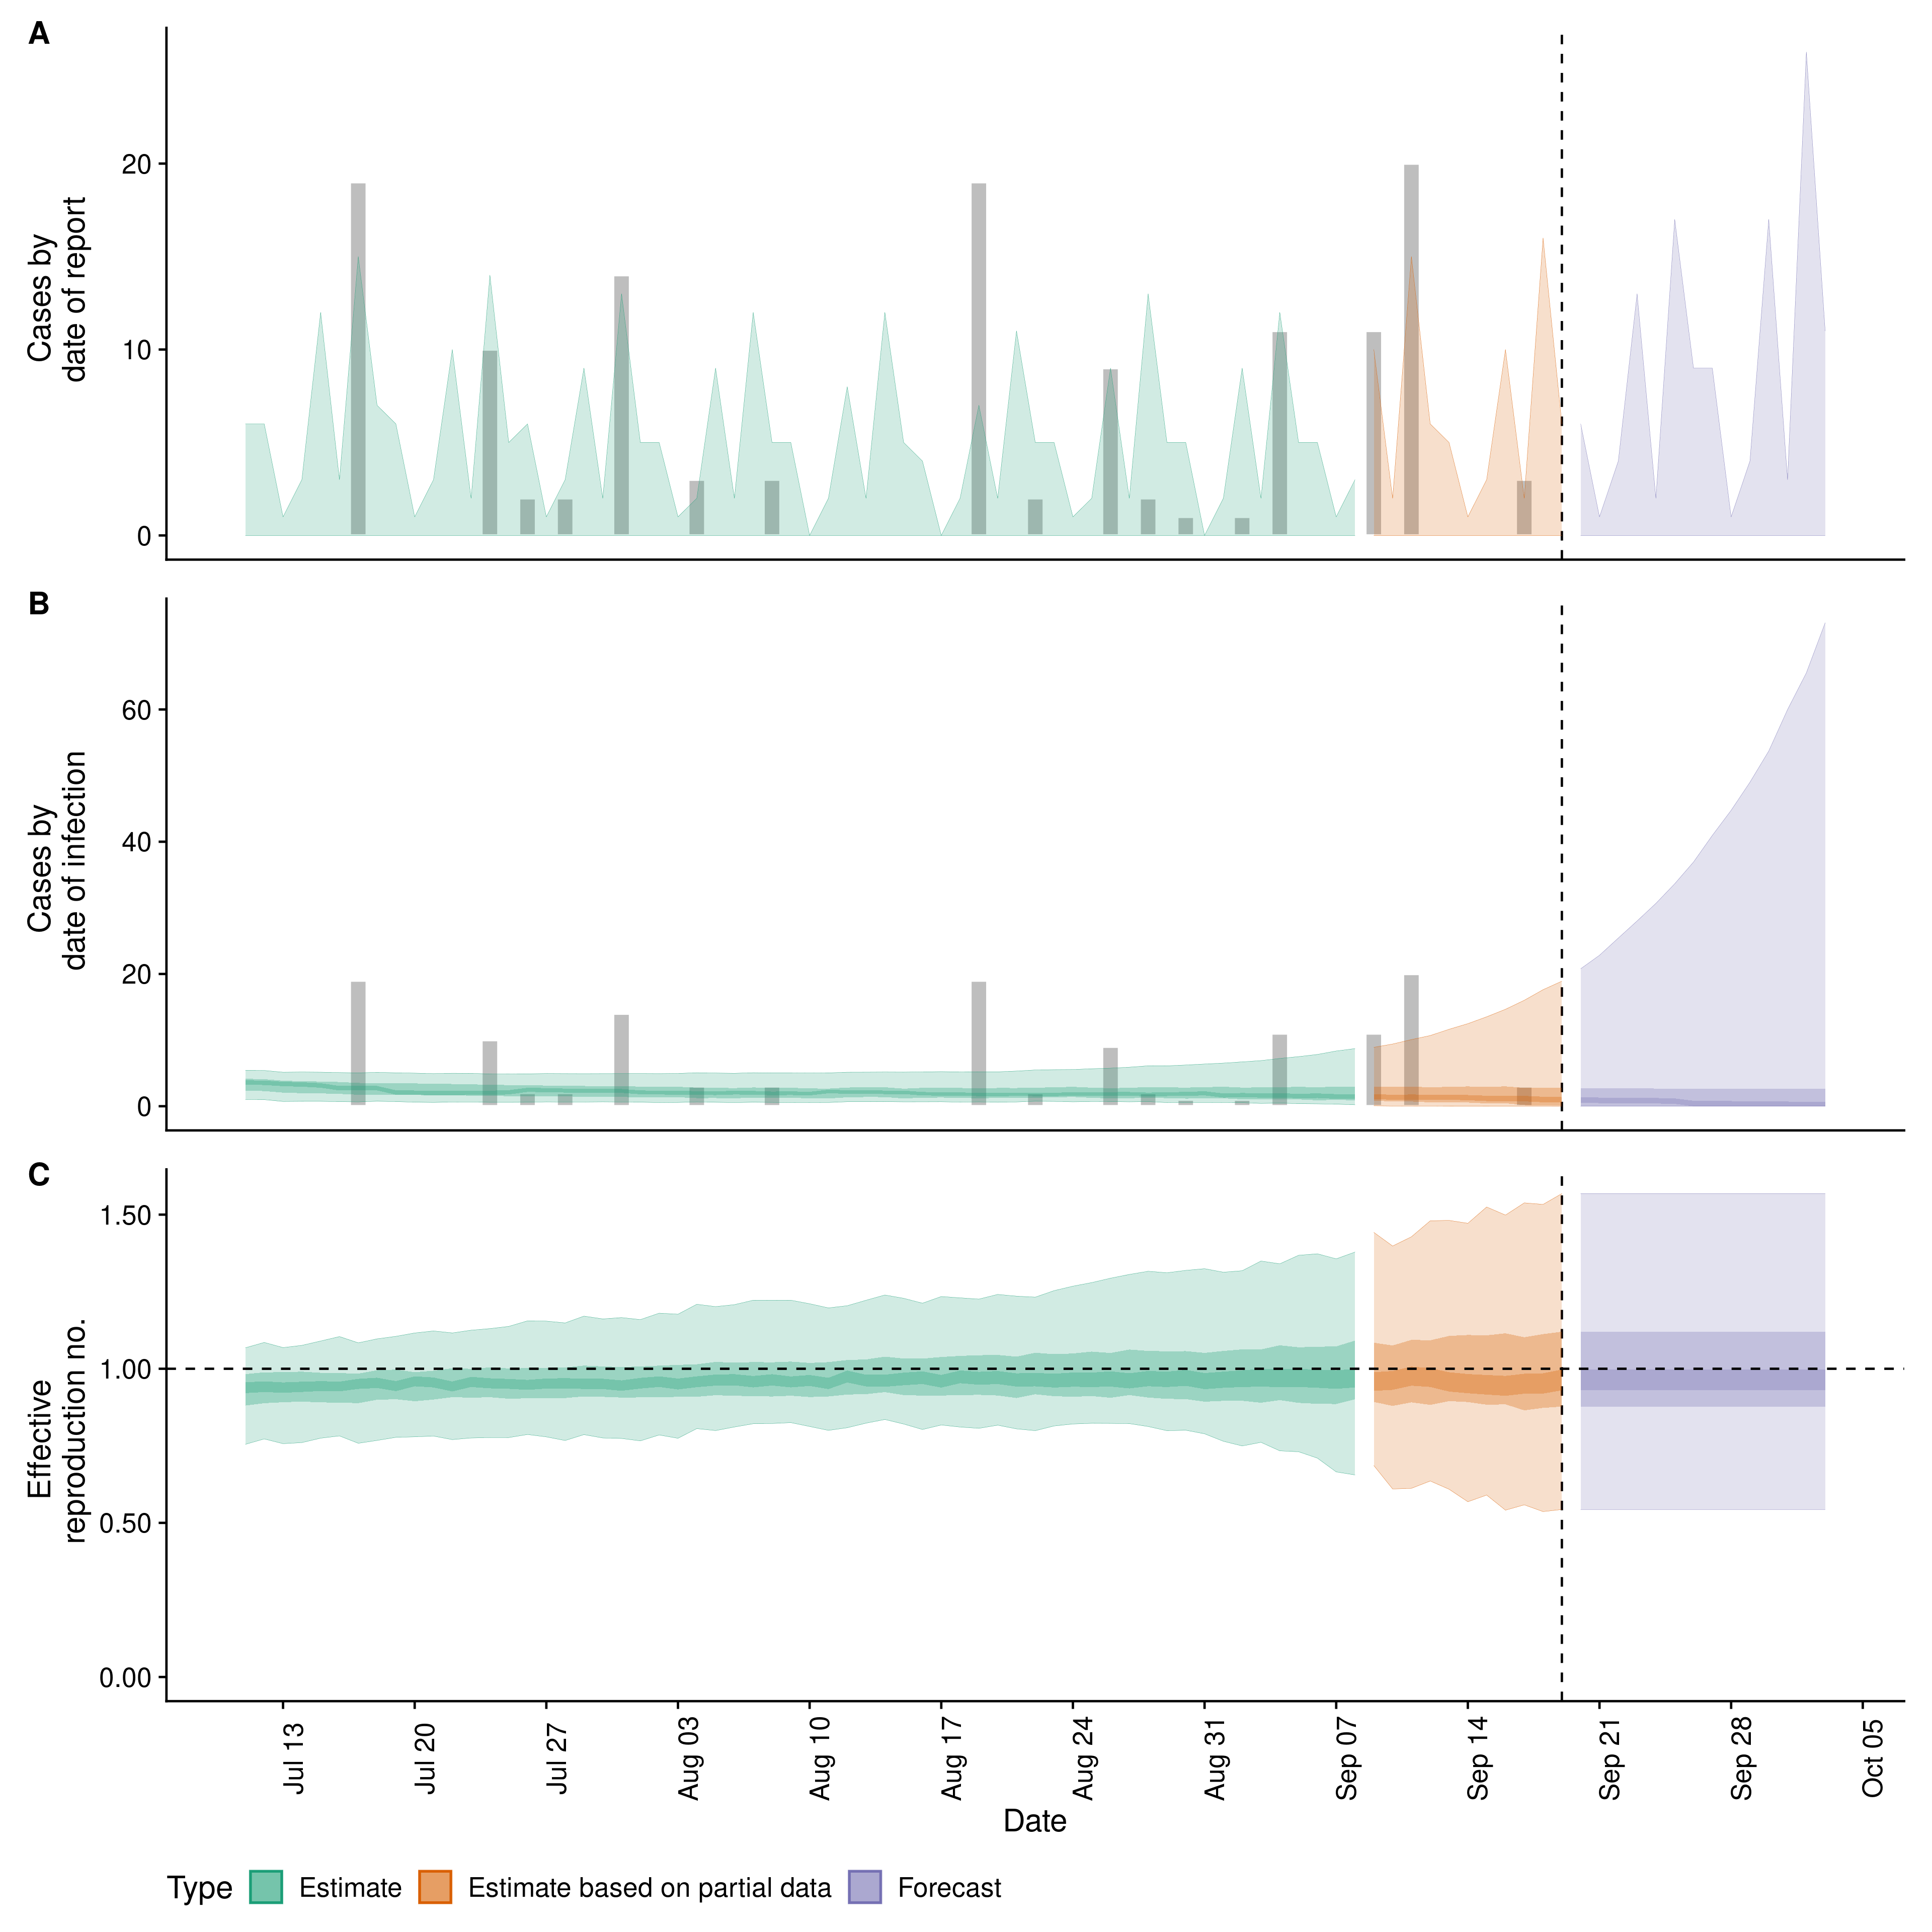 A
Cases by
date of report
20
10
0
B
Cases by
date of infection
60
40
20
0
C
Effective
reproduction no.
1.50
1.00
0.50
0.00
Jul 13
Jul 20
Jul 27
Aug 03
Aug 10
Aug 17
Aug 24
Aug 31
Sep 07
Sep 14
Sep 21
Sep 28
Oct 05
Date
Type Estimate Estimate based on partial data Forecast